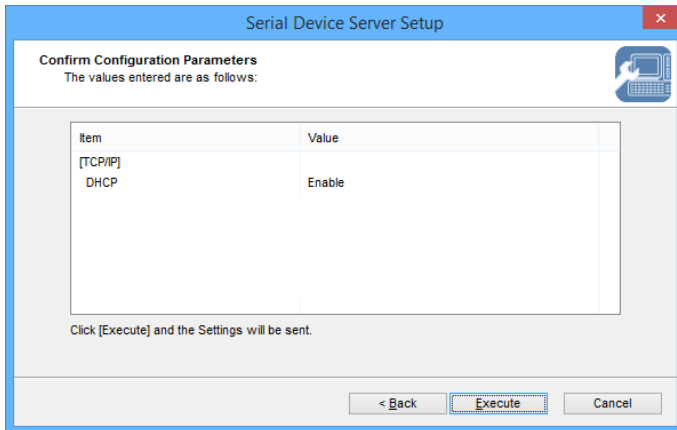 Serial Device Server Setup
Confirm Configuration Parameters
The values entered are as follows:
Item Value
[TCP/IP]
DHCP Enable
Click [Execute] and the Settings will be sent.
< Back Execute Cancel